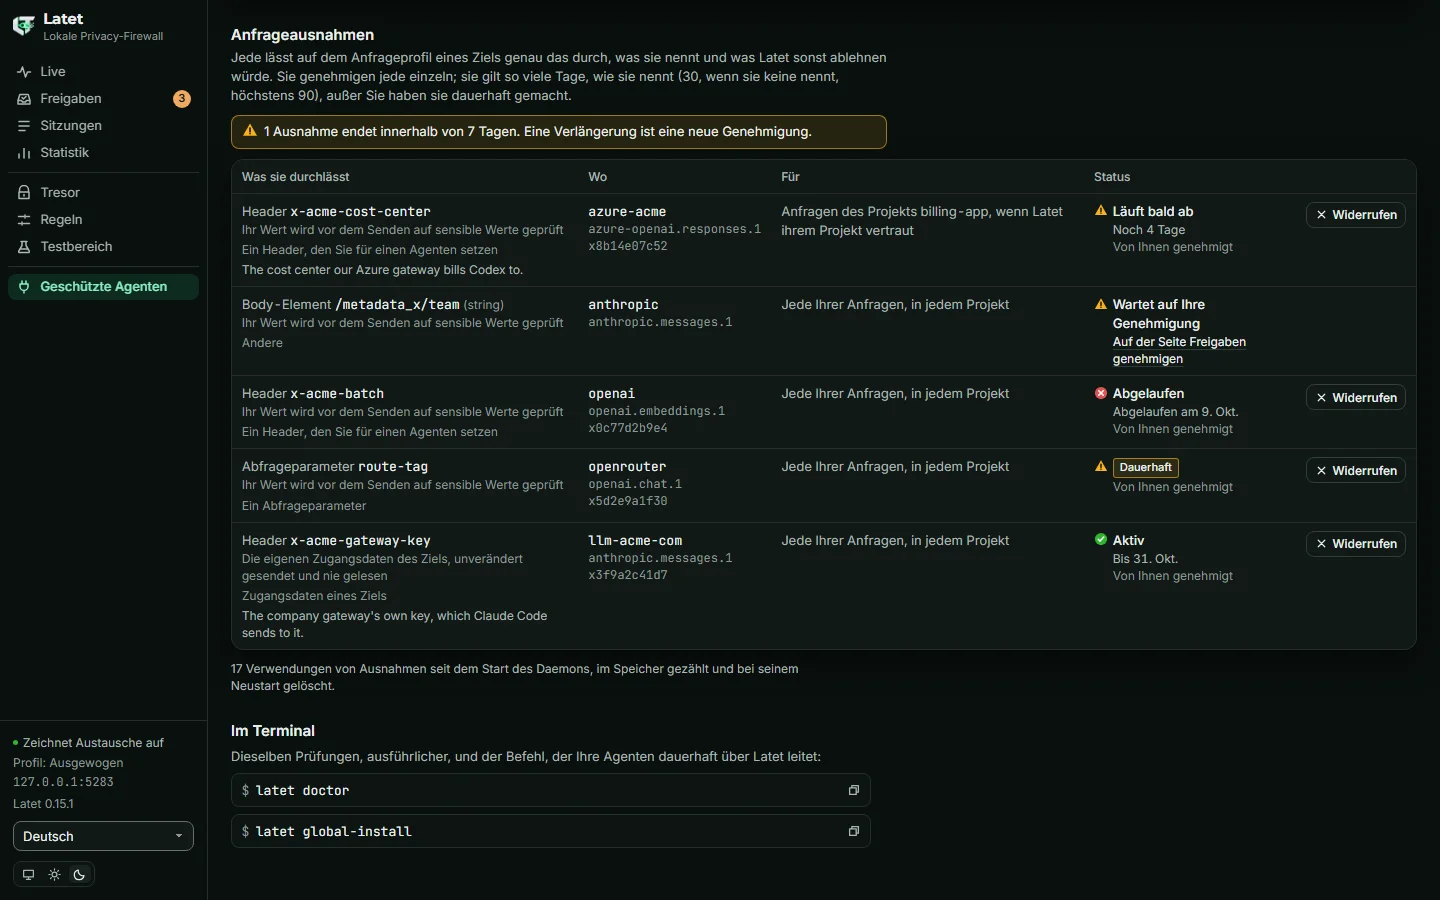 Latet
Lokale Privacy-Firewall
Live
Freigaben 3
Sitzungen
Statistik
Tresor
Regeln
Testbereich
Geschützte Agenten
Zeichnet Austausche auf
Profil: Ausgewogen
127.0.0.1:5283
Latet 0.15.1
Deutsch
Anfrageausnahmen
Jede lässt auf dem Anfrageprofil eines Ziels genau das durch, was sie nennt und was Latet sonst ablehnen
würde. Sie genehmigen jede einzeln; sie gilt so viele Tage, wie sie nennt (30, wenn sie keine nennt,
höchstens 90), außer Sie haben sie dauerhaft gemacht.
1 Ausnahme endet innerhalb von 7 Tagen. Eine Verlängerung ist eine neue Genehmigung.
Was sie durchlässt Wo Für Status
Header x-acme-cost-center
Ihr Wert wird vor dem Senden auf sensible Werte geprüft
Ein Header, den Sie für einen Agenten setzen
The cost center our Azure gateway bills Codex to.
azure-acme
azure-openai.responses.1
x8b14e07c52
Anfragen des Projekts billing-app, wenn Latet
ihrem Projekt vertraut
Läuft bald ab
Noch 4 Tage
Von Ihnen genehmigt
Widerrufen
Body-Element /metadata_x/team (string)
Ihr Wert wird vor dem Senden auf sensible Werte geprüft
Andere
anthropic
anthropic.messages.1
Jede Ihrer Anfragen, in jedem Projekt
Wartet auf Ihre
Genehmigung
Auf der Seite Freigaben
genehmigen
Header x-acme-batch
Ihr Wert wird vor dem Senden auf sensible Werte geprüft
Ein Header, den Sie für einen Agenten setzen
openai
openai.embeddings.1
x0c77d2b9e4
Jede Ihrer Anfragen, in jedem Projekt
Abgelaufen
Abgelaufen am 9. Okt.
Von Ihnen genehmigt
Widerrufen
Abfrageparameter route-tag
Ihr Wert wird vor dem Senden auf sensible Werte geprüft
Ein Abfrageparameter
openrouter
openai.chat.1
x5d2e9a1f30
Jede Ihrer Anfragen, in jedem Projekt
Dauerhaft
Von Ihnen genehmigt
Widerrufen
Header x-acme-gateway-key
Die eigenen Zugangsdaten des Ziels, unverändert
gesendet und nie gelesen
Zugangsdaten eines Ziels
The company gateway's own key, which Claude Code
sends to it.
llm-acme-com
anthropic.messages.1
x3f9a2c41d7
Jede Ihrer Anfragen, in jedem Projekt
Aktiv
Bis 31. Okt.
Von Ihnen genehmigt
Widerrufen
17 Verwendungen von Ausnahmen seit dem Start des Daemons, im Speicher gezählt und bei seinem
Neustart gelöscht.
Im Terminal
Dieselben Prüfungen, ausführlicher, und der Befehl, der Ihre Agenten dauerhaft über Latet leitet:
$ latet doctor
$ latet global-install